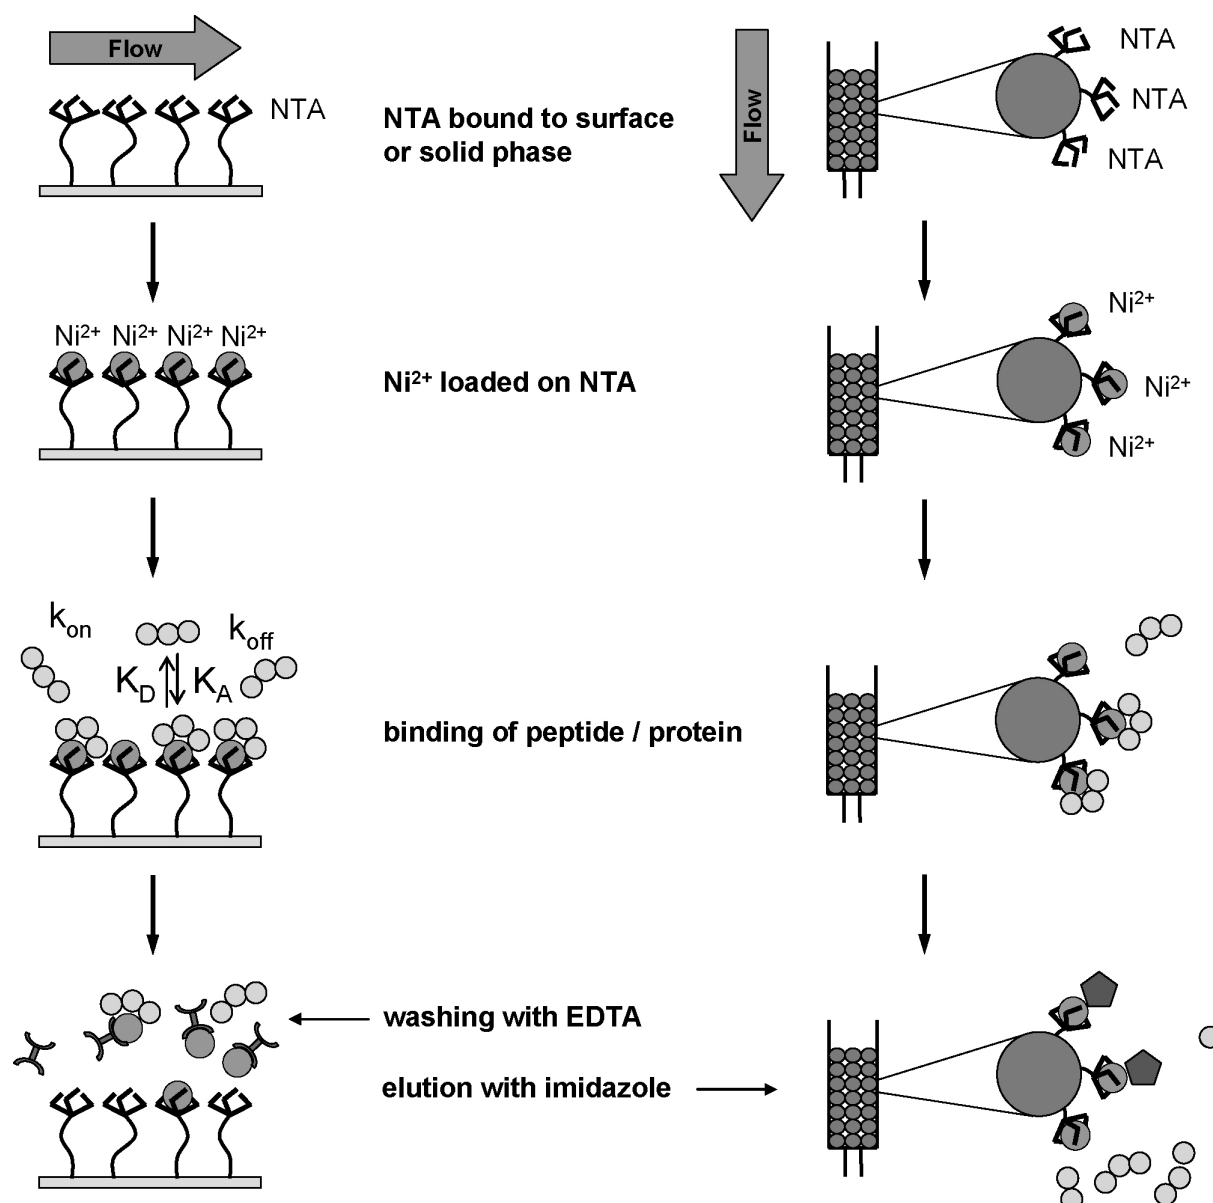 Flow
NTA
NTA bound to surface
or solid phase
Flow
NTA
NTA
NTA
Ni²⁺ Ni²⁺ Ni²⁺ Ni²⁺
Ni²⁺ loaded on NTA
Ni²⁺
Ni²⁺
Ni²⁺
kon
koff
KD
KA
binding of peptide / protein
washing with EDTA
elution with imidazole